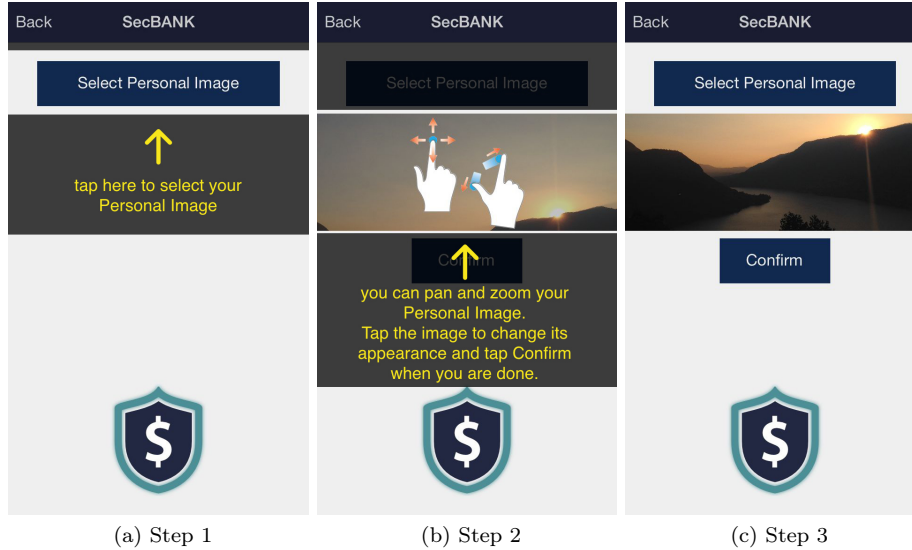 Back SecBANK
Select Personal Image
tap here to select your
Personal Image
$
(a) Step 1
Back SecBANK
Select Personal Image
Confirm
you can pan and zoom your
Personal Image.
Tap the image to change its
appearance and tap Confirm
when you are done.
$
(b) Step 2
Back SecBANK
Select Personal Image
Confirm
$
(c) Step 3